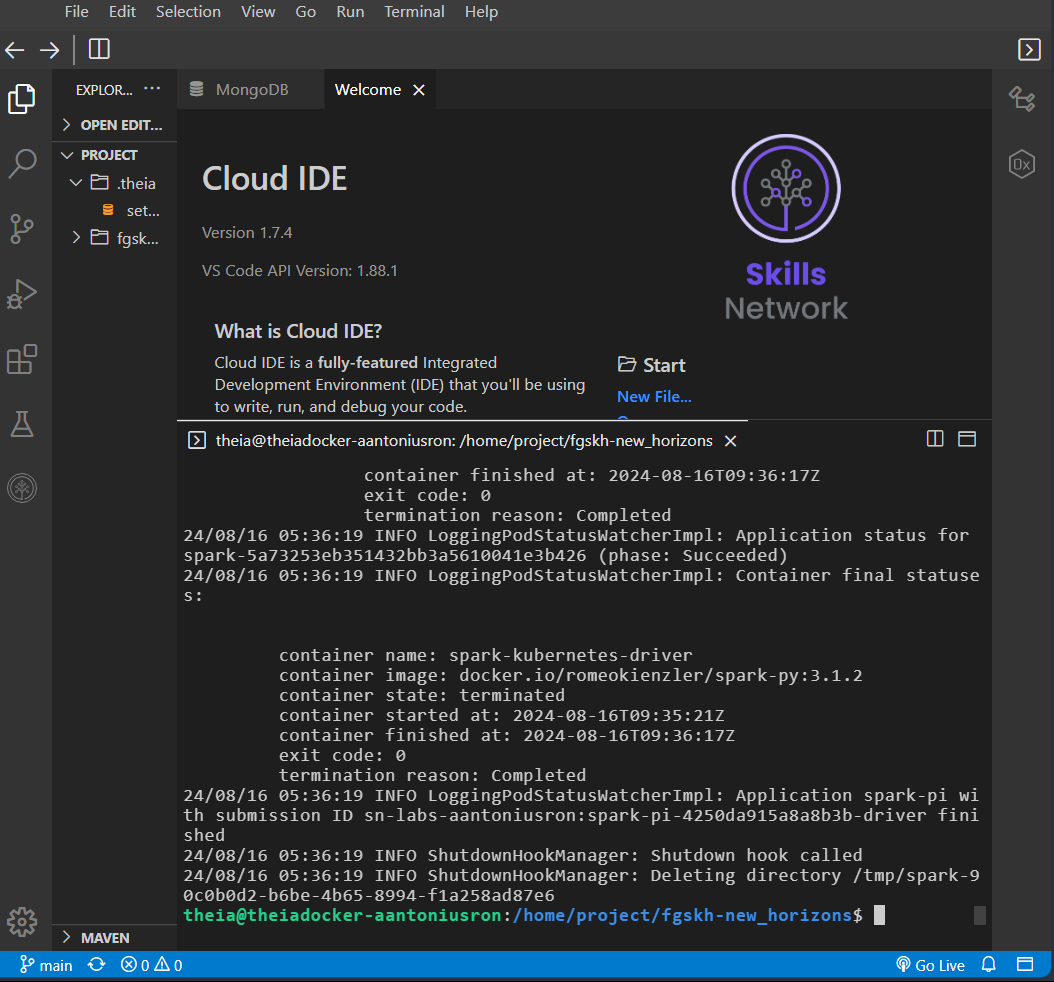 File Edit Selection View Go Run Terminal Help
EXPLOR... ...
MongoDB
Welcome
OPEN EDIT...
PROJECT
.theia
set...
fgsk...
MAVEN
Cloud IDE
Version 1.7.4
VS Code API Version: 1.88.1
Skills
Network
What is Cloud IDE?
Cloud IDE is a fully-featured Integrated
Development Environment (IDE) that you'll be using
to write, run, and debug your code.
Start
New File...
0x
theia@theiadocker-aantoniusron: /home/project/fgskh-new_horizons
container finished at: 2024-08-16T09:36:17Z
exit code: 0
termination reason: Completed
24/08/16 05:36:19 INFO LoggingPodStatusWatcherImpl: Application status for
spark-5a73253eb351432bb3a5610041e3b426 (phase: Succeeded)
24/08/16 05:36:19 INFO LoggingPodStatusWatcherImpl: Container final statuse
s:
container name: spark-kubernetes-driver
container image: docker.io/romeokienzler/spark-py:3.1.2
container state: terminated
container started at: 2024-08-16T09:35:21Z
container finished at: 2024-08-16T09:36:17Z
exit code: 0
termination reason: Completed
24/08/16 05:36:19 INFO LoggingPodStatusWatcherImpl: Application spark-pi wi
th submission ID sn-labs-aantoniusron:spark-pi-4250da915a8a8b3b-driver fini
shed
24/08/16 05:36:19 INFO ShutdownHookManager: Shutdown hook called
24/08/16 05:36:19 INFO ShutdownHookManager: Deleting directory /tmp/spark-9
0c0b0d2-b6be-4b65-8994-f1a258ad87e6
theia@theiadocker-aantoniusron:/home/project/fgskh-new_horizons$
main 0 0 Go Live